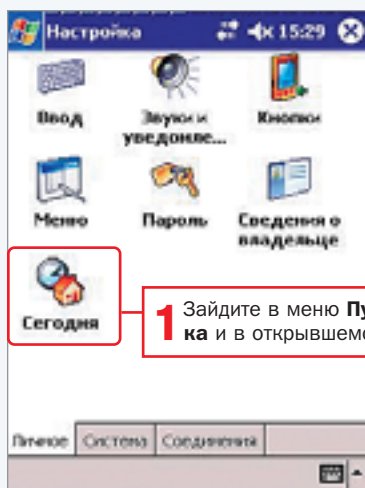 Настройка 15:29
Ввод Звуки и уведомле... Кнопки
Меню Пароль Сведения о владельце
Сегодня
1 Зайдите в меню Пу
ка и в открывшемс
Личное Система Соединения